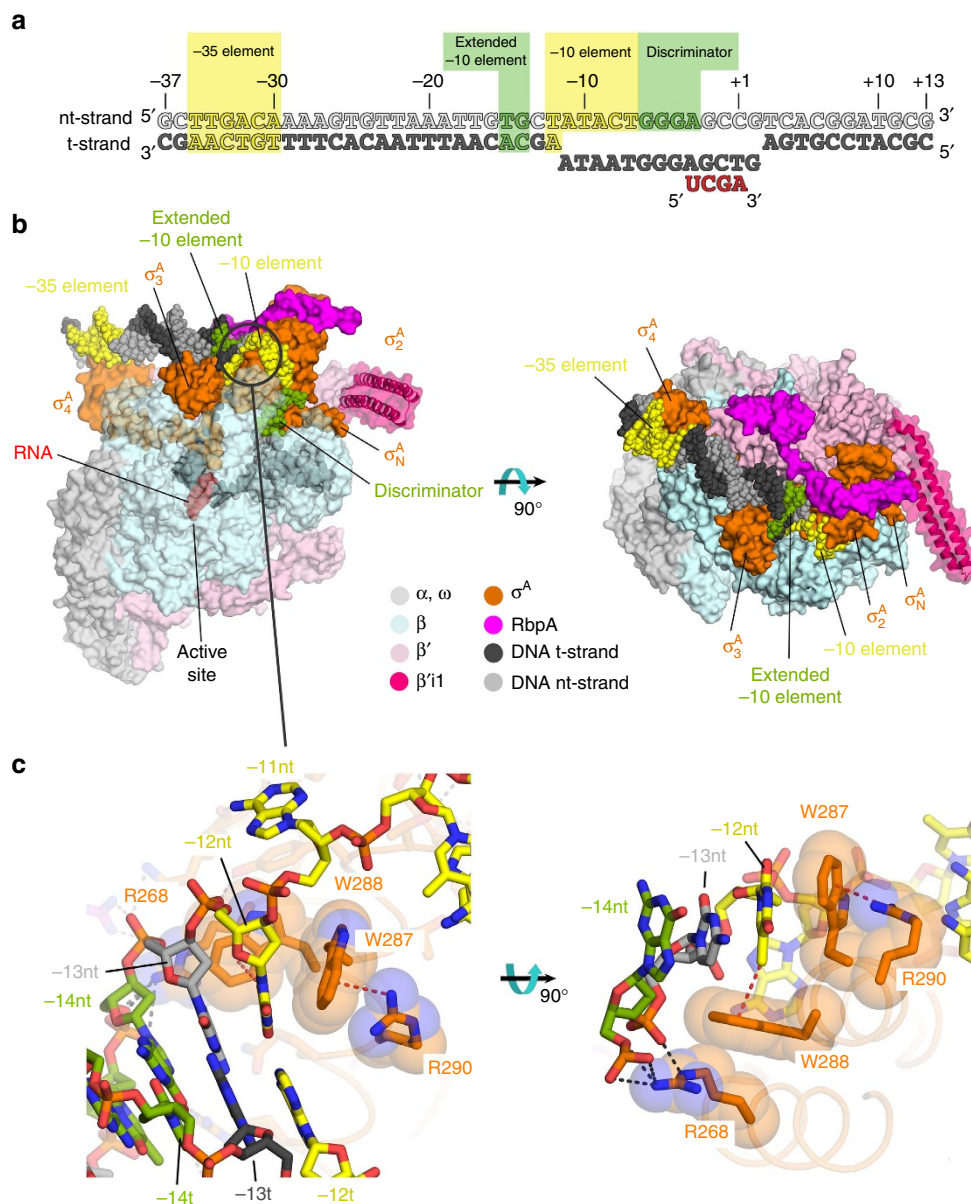 a
−35 element
Extended
−10 element
−10 element
Discriminator
−37
−30
−20
−10
+1
+10
+13
nt-strand 5′ GCTTGACAAAAGTGTTAAATTGTGCTATACTGGGAGCCGTCACGGATGCG 3′
t-strand 3′ CGAACTGTTTTCACAATTTAACACGA AGTGCCTACGC 5′
ATAATGGGAGCTG
UCGA
5′ 3′
b
Extended
−10 element
−10 element
σ₃ᴬ
−35 element
σ₂ᴬ
σ₄ᴬ
σ_Nᴬ
RNA
Discriminator
Active
site
90°
α, ω
β
β′
β′i1
σᴬ
RbpA
DNA t-strand
DNA nt-strand
σ₄ᴬ
−35 element
σ_Nᴬ
σ₂ᴬ
σ₃ᴬ
−10 element
Extended
−10 element
c
−11nt
−12nt
R268
W288
W287
−13nt
−14nt
R290
−14t
−13t
−12t
90°
W287
−12nt
−13nt
−14nt
R290
W288
R268